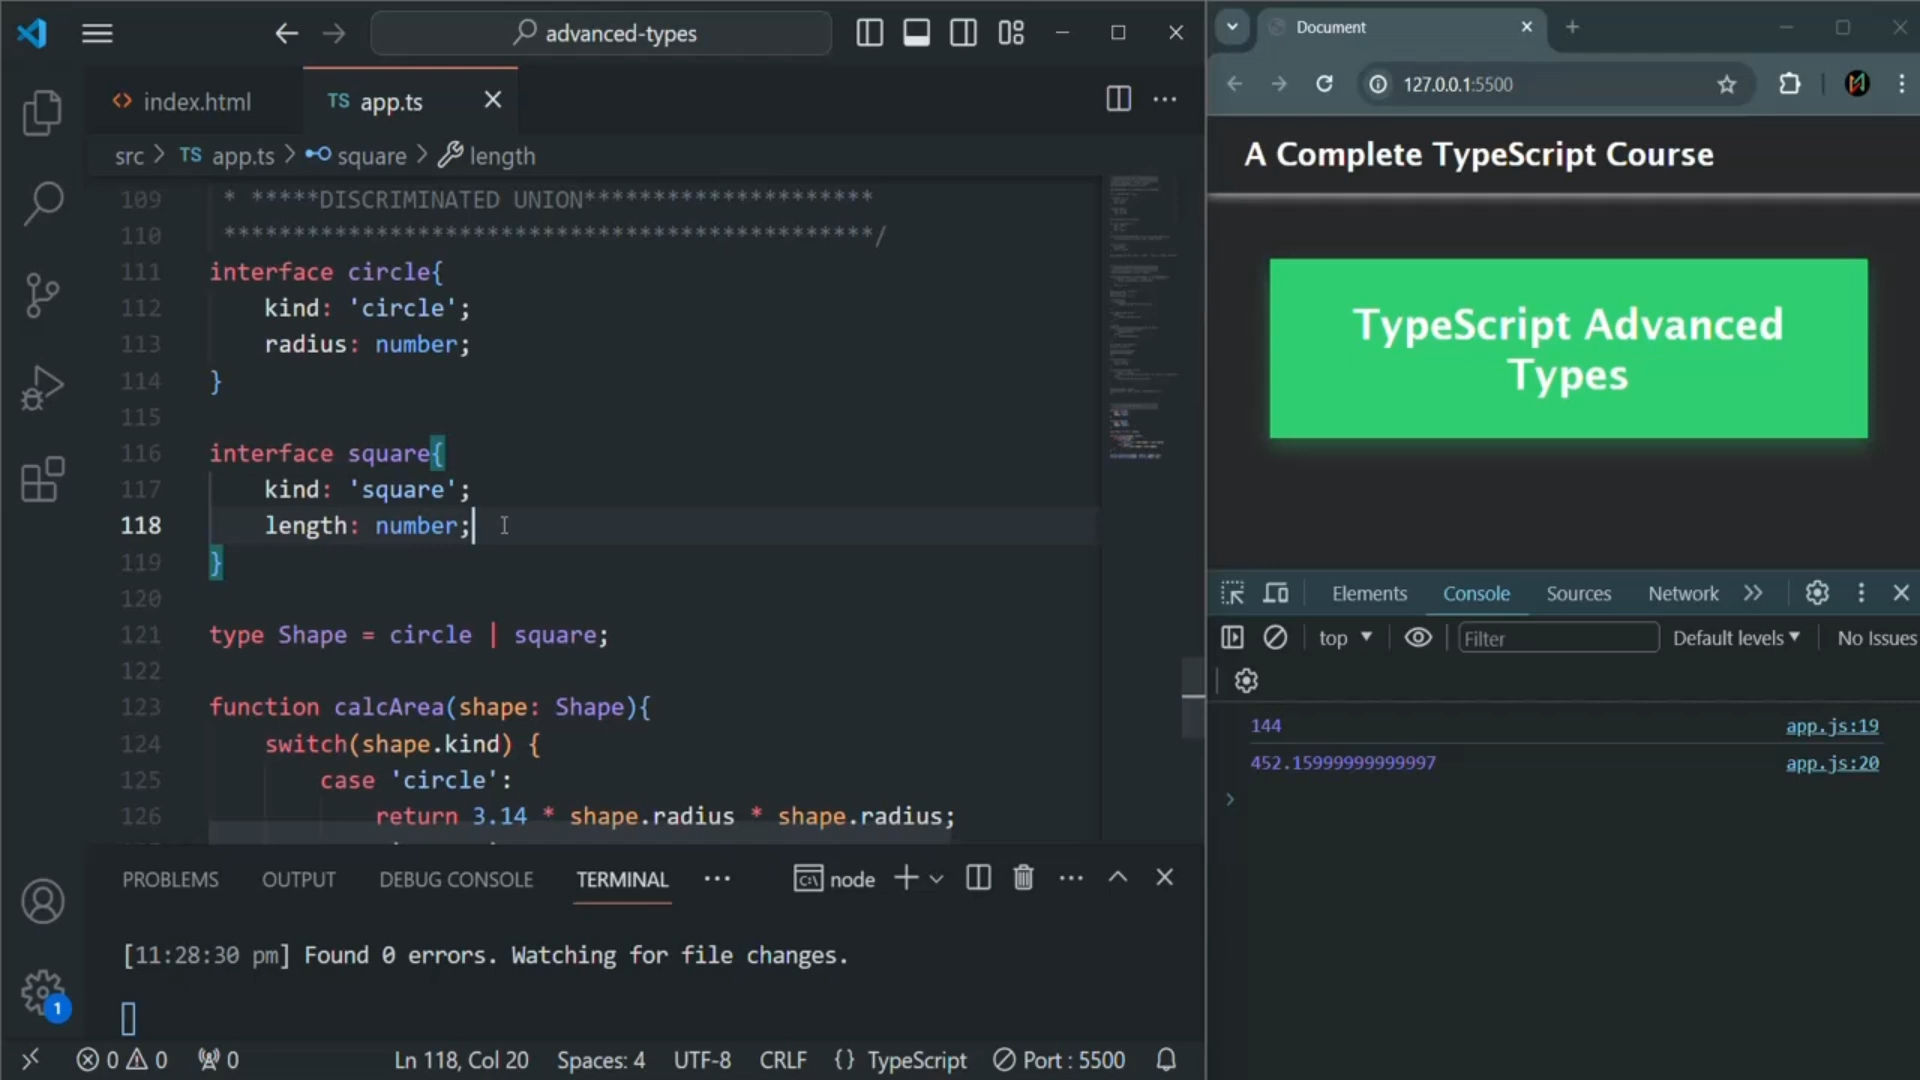 advanced-types
index.html
TS app.ts
src > TS app.ts > square > length
109 * *****DISCRIMINATED UNION*********************
110 ***********************************************/
111 interface circle{
112 kind: 'circle';
113 radius: number;
114 }
115
116 interface square{
117 kind: 'square';
118 length: number;
119 }
120
121 type Shape = circle | square;
122
123 function calcArea(shape: Shape){
124 switch(shape.kind) {
125 case 'circle':
126 return 3.14 * shape.radius * shape.radius;
PROBLEMS OUTPUT DEBUG CONSOLE TERMINAL ··· node
[11:28:30 pm] Found 0 errors. Watching for file changes.
1
0 0 0 Ln 118, Col 20 Spaces: 4 UTF-8 CRLF {} TypeScript Port : 5500
Document
127.0.0.1:5500
A Complete TypeScript Course
TypeScript Advanced
Types
Elements Console Sources Network
top Filter Default levels No Issues
144 app.js:19
452.15999999999997 app.js:20